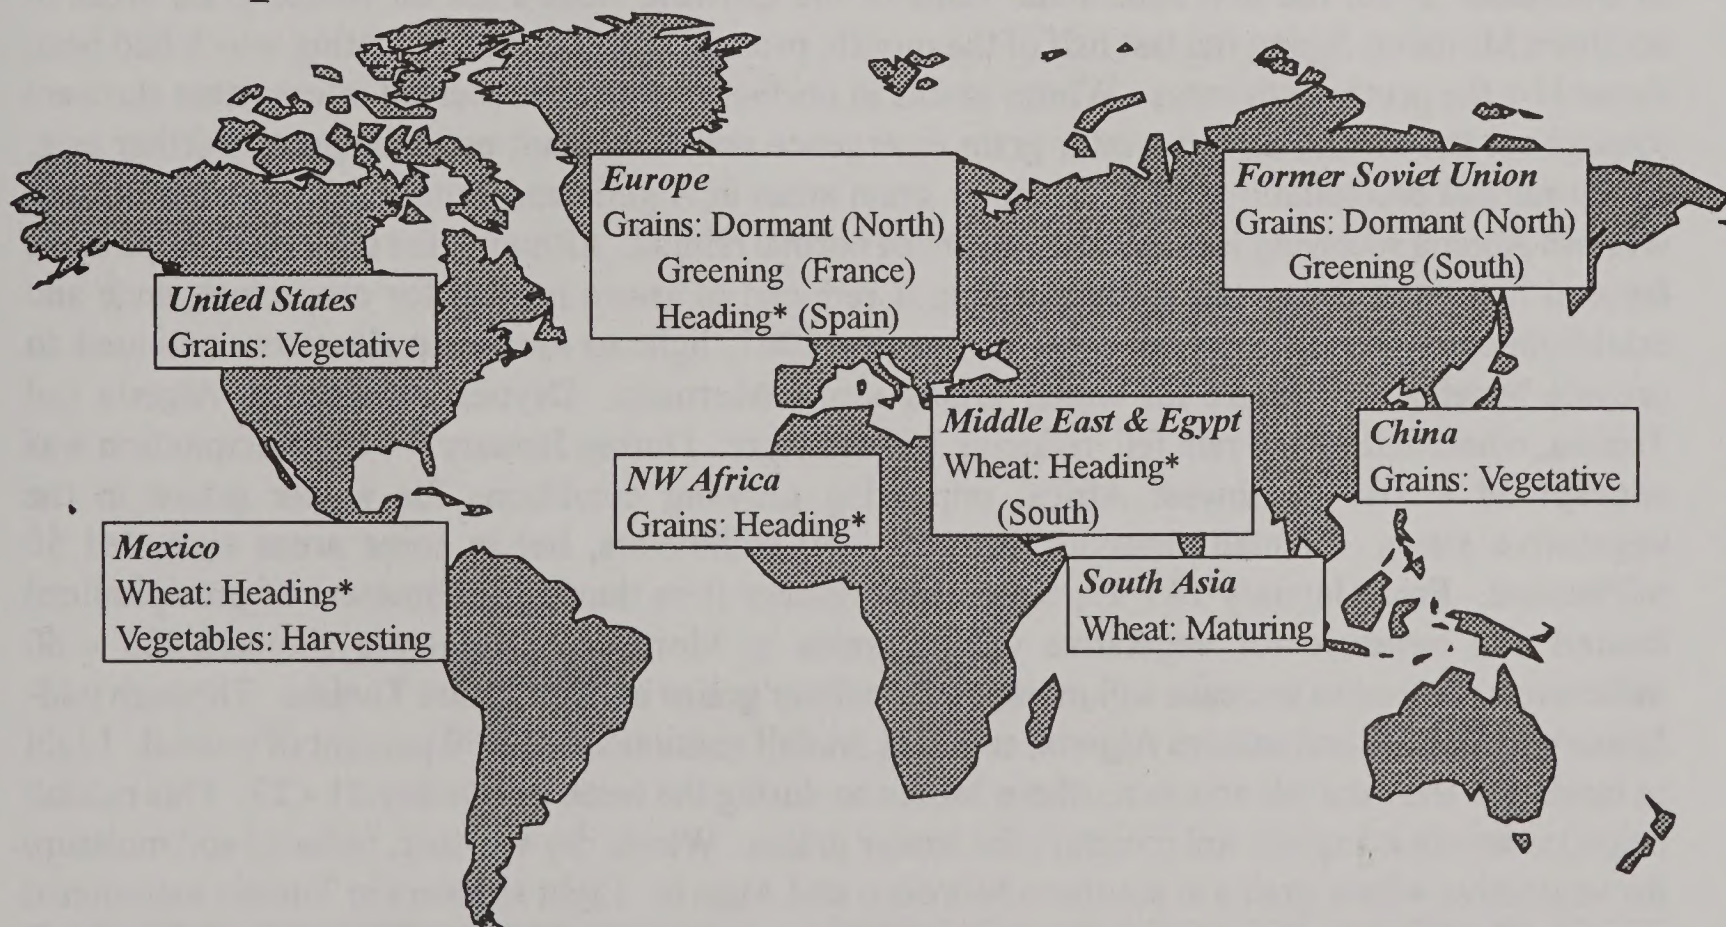 Europe
Grains: Dormant (North)
Greening (France)
Heading* (Spain)
Former Soviet Union
Grains: Dormant (North)
Greening (South)
United States
Grains: Vegetative
Middle East & Egypt
Wheat: Heading*
(South)
China
Grains: Vegetative
NW Africa
Grains: Heading*
Mexico
Wheat: Heading*
Vegetables: Harvesting
South Asia
Wheat: Maturing